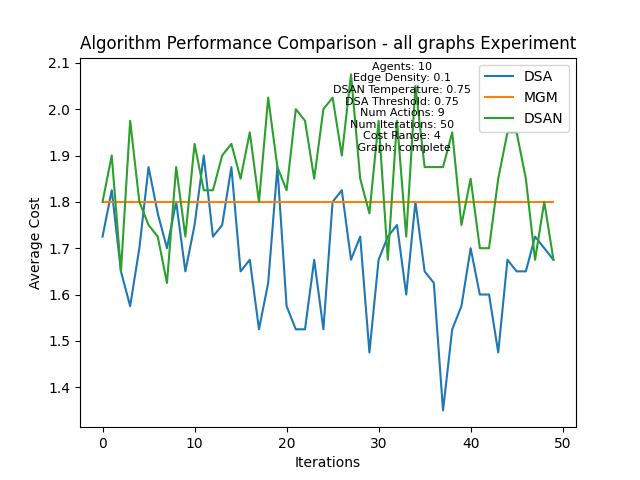 Algorithm Performance Comparison - all graphs Experiment
Agents: 10
Edge Density: 0.1
DSAN Temperature: 0.75
DSA Threshold: 0.75
Num Actions: 9
Num Iterations: 50
Cost Range: 4
Graph: complete
DSA
MGM
DSAN
Average Cost
2.1
2.0
1.9
1.8
1.7
1.6
1.5
1.4
0
10
20
30
40
50
Iterations